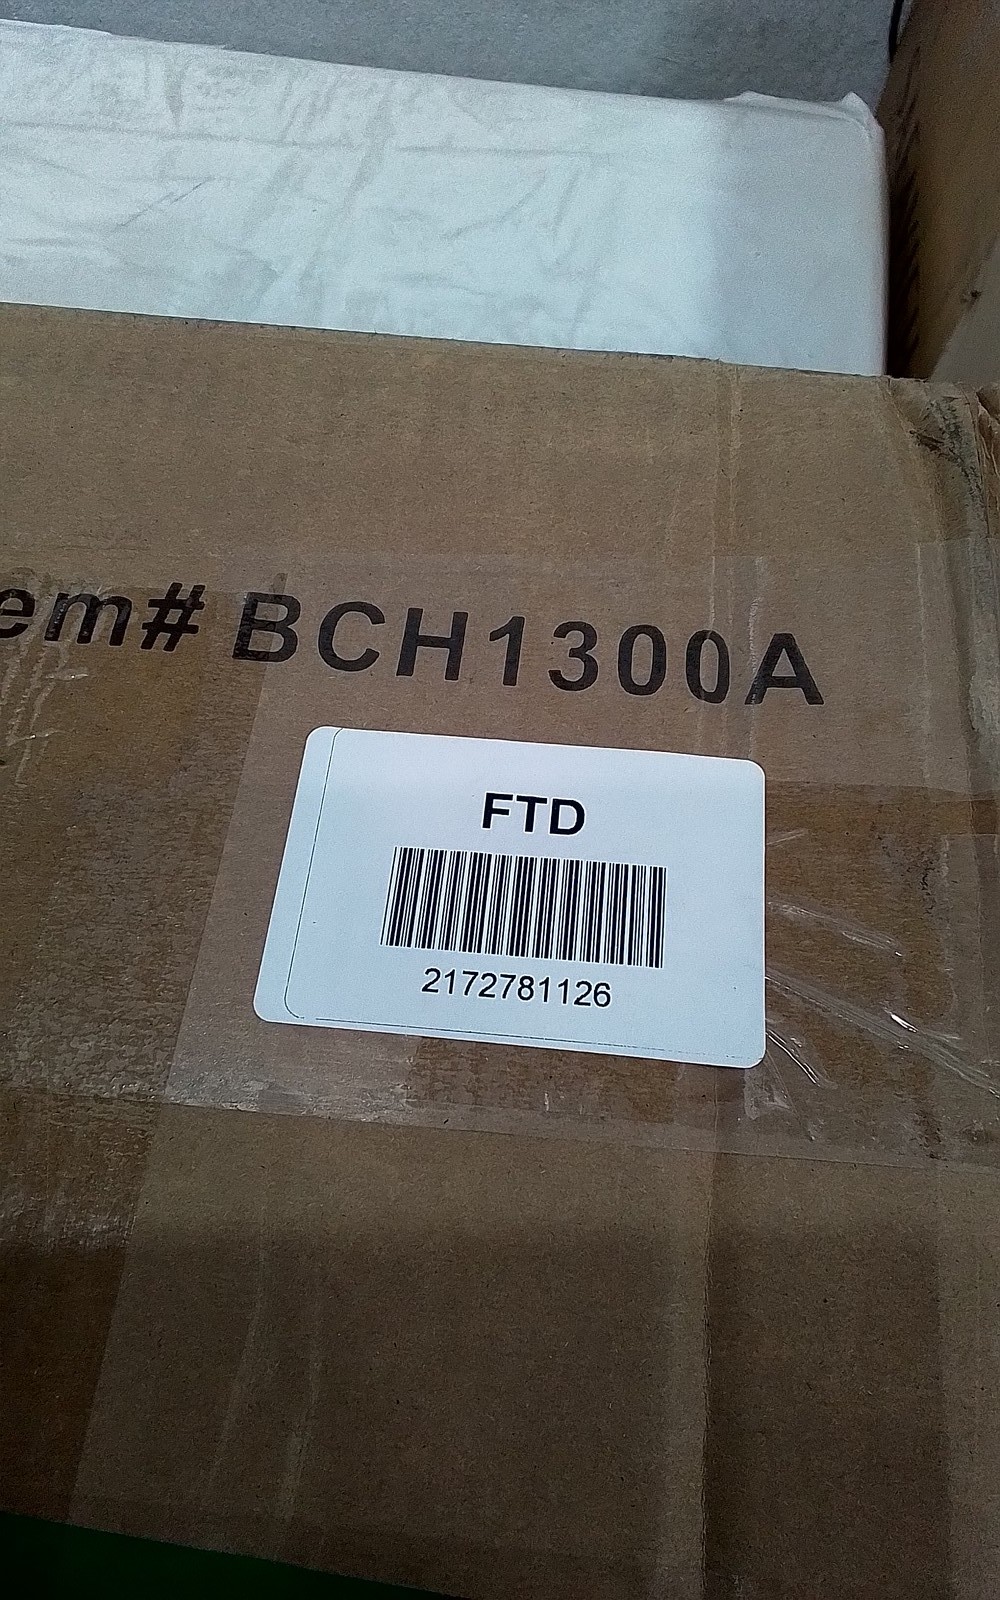 em# BCH1300A
FTD
2172781126